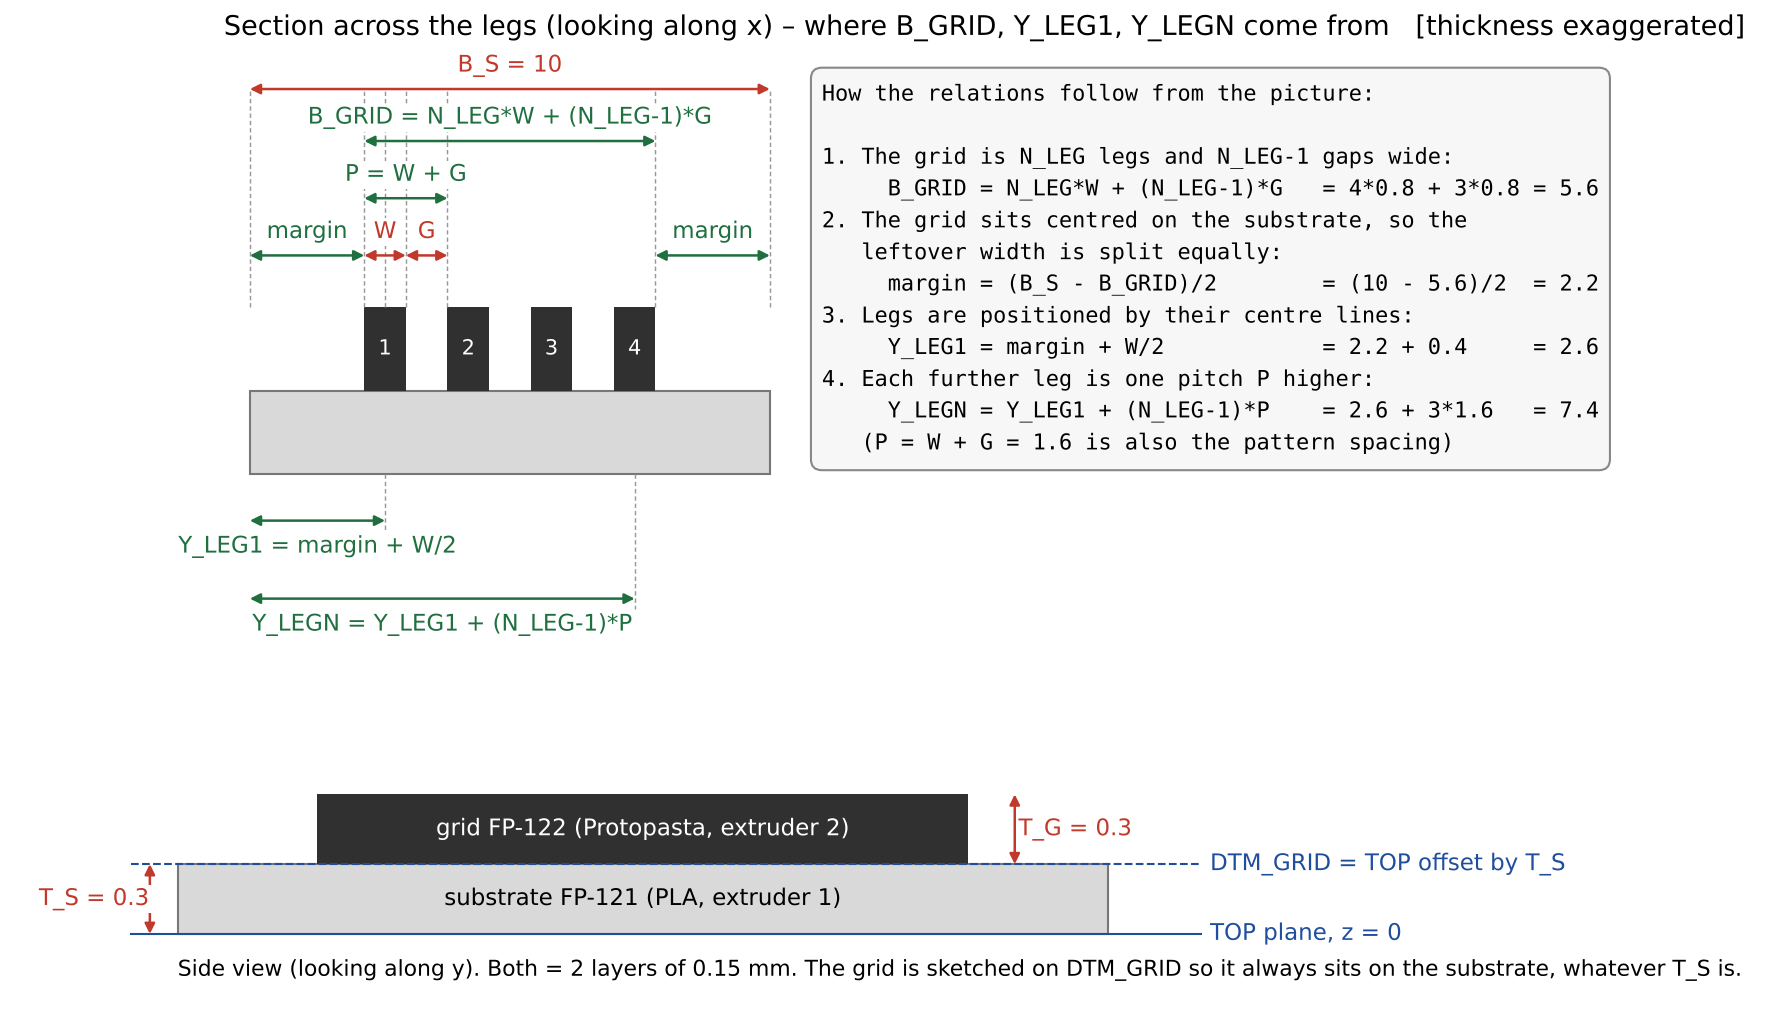 Section across the legs (looking along x) – where B_GRID, Y_LEG1, Y_LEGN come from   [thickness exaggerated]
B_S = 10
B_GRID = N_LEG*W + (N_LEG-1)*G
P = W + G
margin
W
G
margin
1
2
3
4
Y_LEG1 = margin + W/2
Y_LEGN = Y_LEG1 + (N_LEG-1)*P
How the relations follow from the picture:
1. The grid is N_LEG legs and N_LEG-1 gaps wide:
B_GRID = N_LEG*W + (N_LEG-1)*G   = 4*0.8 + 3*0.8 = 5.6
2. The grid sits centred on the substrate, so the
leftover width is split equally:
margin = (B_S - B_GRID)/2        = (10 - 5.6)/2  = 2.2
3. Legs are positioned by their centre lines:
Y_LEG1 = margin + W/2            = 2.2 + 0.4     = 2.6
4. Each further leg is one pitch P higher:
Y_LEGN = Y_LEG1 + (N_LEG-1)*P    = 2.6 + 3*1.6   = 7.4
(P = W + G = 1.6 is also the pattern spacing)
grid FP-122 (Protopasta, extruder 2)
T_G = 0.3
DTM_GRID = TOP offset by T_S
T_S = 0.3
substrate FP-121 (PLA, extruder 1)
TOP plane, z = 0
Side view (looking along y). Both = 2 layers of 0.15 mm. The grid is sketched on DTM_GRID so it always sits on the substrate, whatever T_S is.